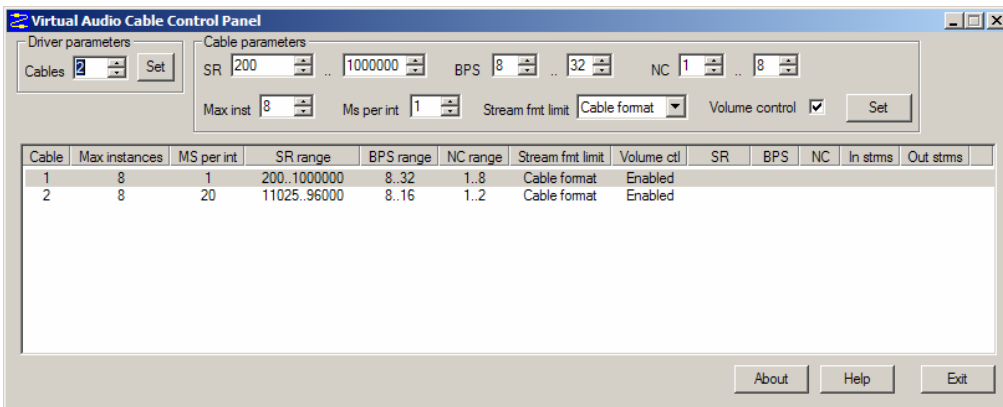 Virtual Audio Cable Control Panel
Driver parameters
Cables 2 Set
Cable parameters
SR 200 .. 1000000 BPS 8 .. 32 NC 1 .. 8
Max inst 8 Ms per int 1 Stream fmt limit Cable format Volume control Set
Cable Max instances MS per int SR range BPS range NC range Stream fmt limit Volume ctl SR BPS NC In stms Out stms
1 8 1 200..1000000 8..32 1..8 Cable format Enabled
2 8 20 11025..96000 8..16 1..2 Cable format Enabled
About Help Exit